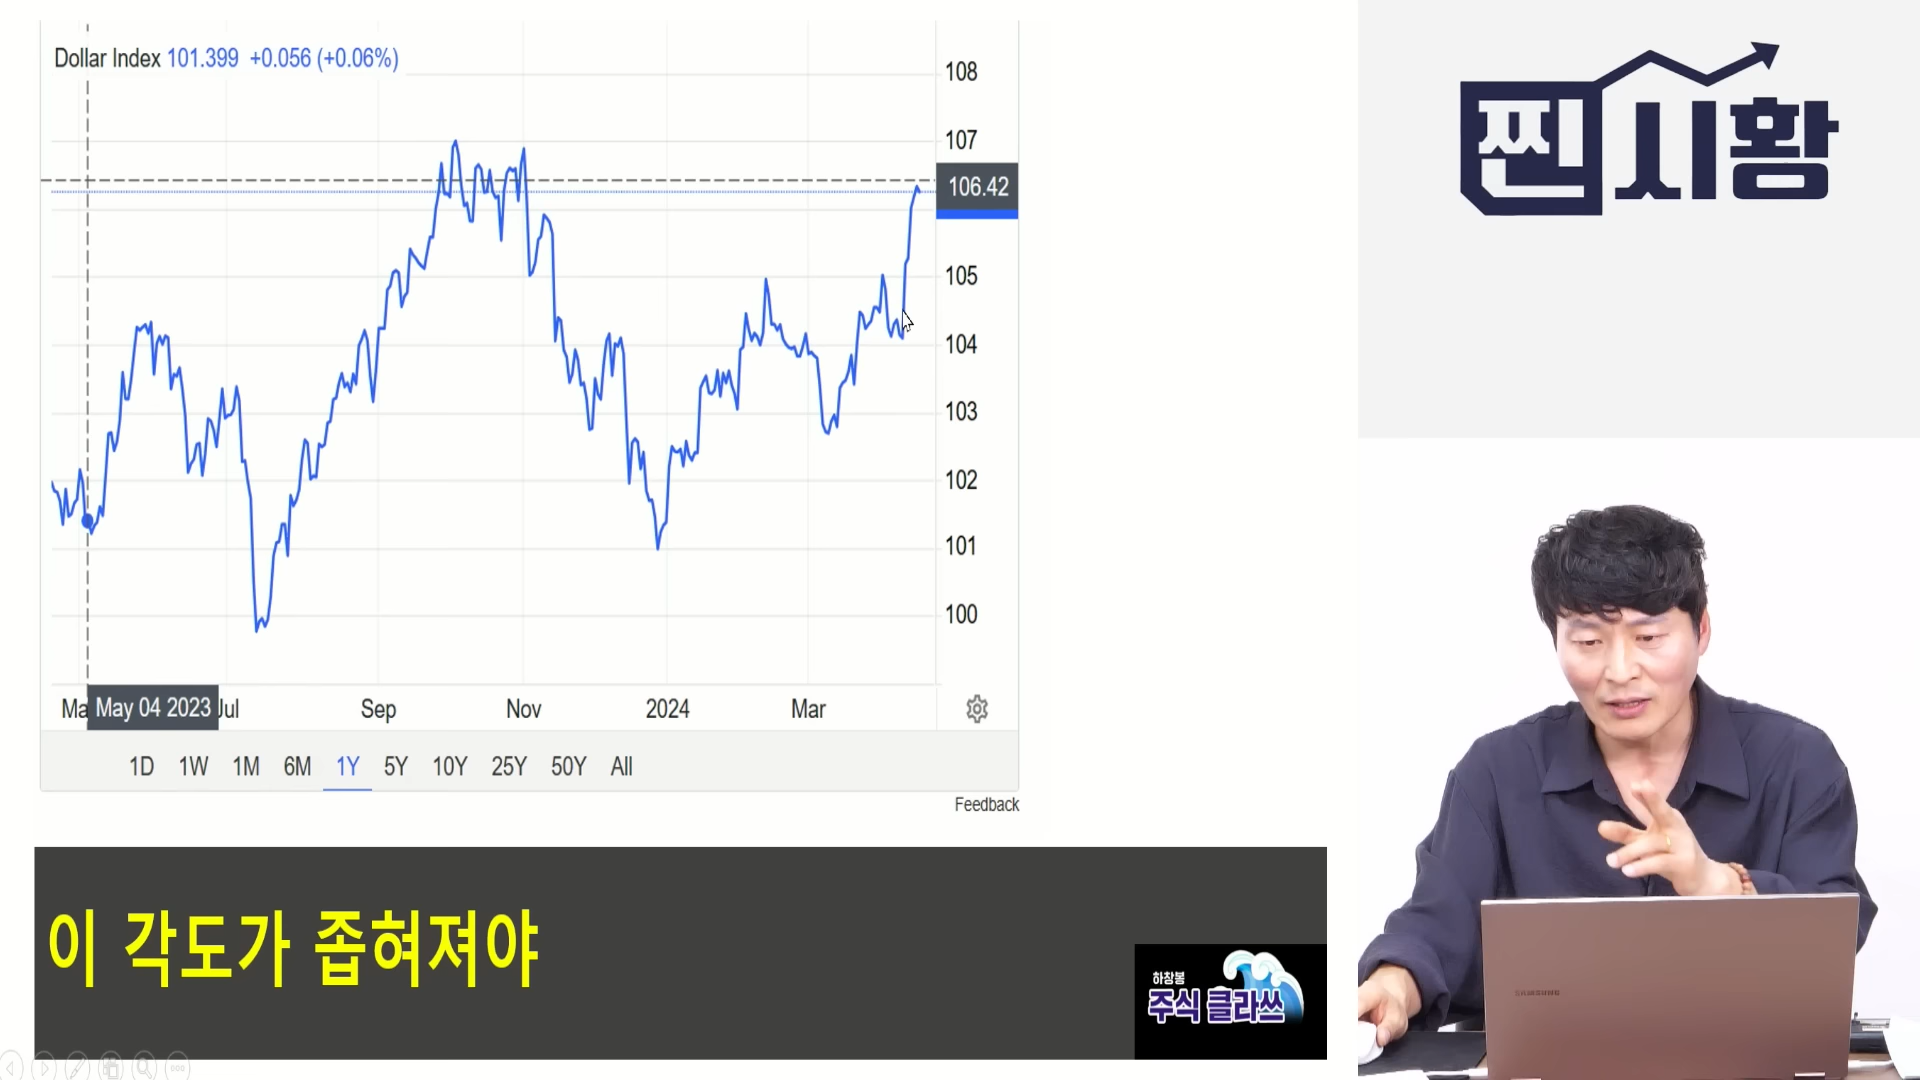 Dollar Index 101.399 +0.056 (+0.06%)
108
107
106.42
105
104
103
102
101
100
Ma May 04 2023 Jul Sep Nov 2024 Mar
1D 1W 1M 6M 1Y 5Y 10Y 25Y 50Y All
Feedback
이 각도가 좁혀져야
하창봉
주식 클라쓰
찐시황
SAMSUNG